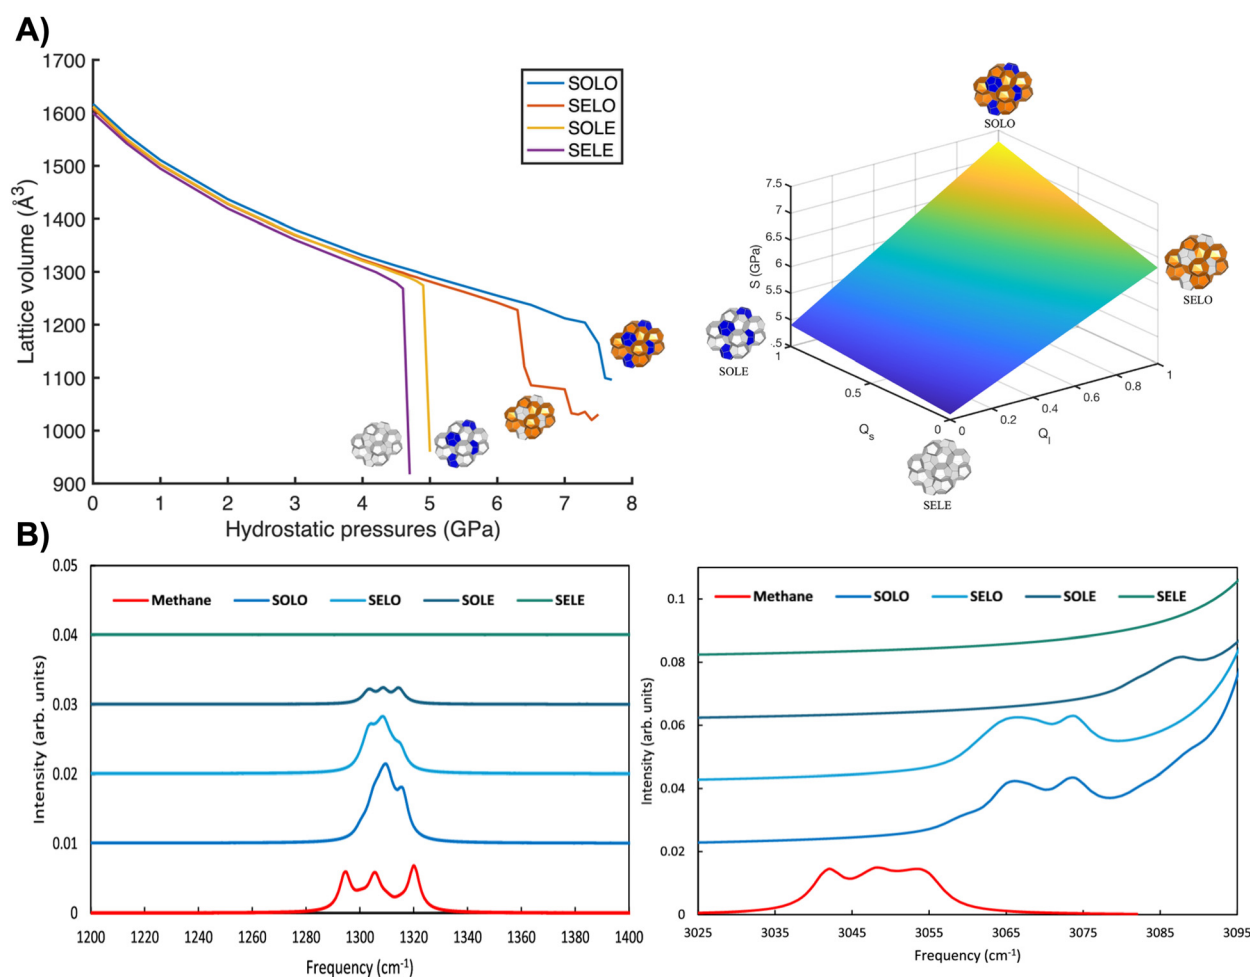 A)
1700
1600
1500
1400
1300
1200
1100
1000
900
0 1 2 3 4 5 6 7 8
Lattice volume (Å3)
Hydrostatic pressures (GPa)
SOLO
SELO
SOLE
SELE
SOLO
SELO
SOLE
SELE
7.5
7
6.5
6
5.5
5
.5
S (GPa)
1
0.5
0
Qs
0
0.2
0.4
0.6
0.8
1
Ql
B)
Methane SOLO SELO SOLE SELE
0.05
0.04
0.03
0.02
0.01
0
Intensity (arb. units)
1200 1220 1240 1260 1280 1300 1320 1340 1360 1380 1400
Frequency (cm-1)
Methane SOLO SELO SOLE SELE
0.1
0.08
0.06
0.04
0.02
0
Intensity (arb. units)
3025 3035 3045 3055 3065 3075 3085 3095
Frequency (cm-1)